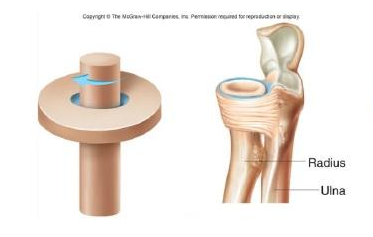 Copyright © The McGraw-Hill Companies, Inc. Permission required for reproduction or display.
Radius
Ulna